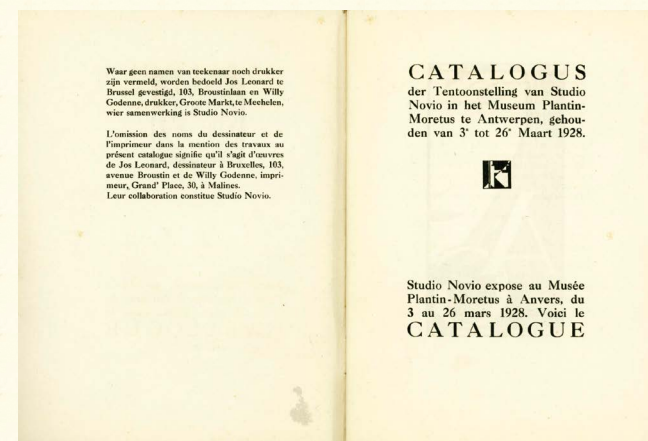 Waar geen namen van teekenaar noch drukker
zijn vermeld, worden bedoeld Jos Leonard te
Brussel gevestigd, 103, Broustinlaan en Willy
Godenne, drukker, Groote Markt, te Mechelen,
wier samenwerking is Studio Novio.
L'omission des noms du dessinateur et de
l'imprimeur dans la mention des travaux au
présent catalogue signifie qu'il s'agit d'œuvres
de Jos Leonard, dessinateur à Bruxelles, 103,
avenue Broustin et de Willy Godenne, impri-
meur, Grand' Place, 30, à Malines.
Leur collaboration constitue Studio Novio.
CATALOGUS
der Tentoonstelling van Studio
Novio in het Museum Plantin-
Moretus te Antwerpen, gehou-
den van 3ᵉ tot 26ᵉ Maart 1928.
Studio Novio expose au Musée
Plantin-Moretus à Anvers, du
3 au 26 mars 1928. Voici le
CATALOGUE